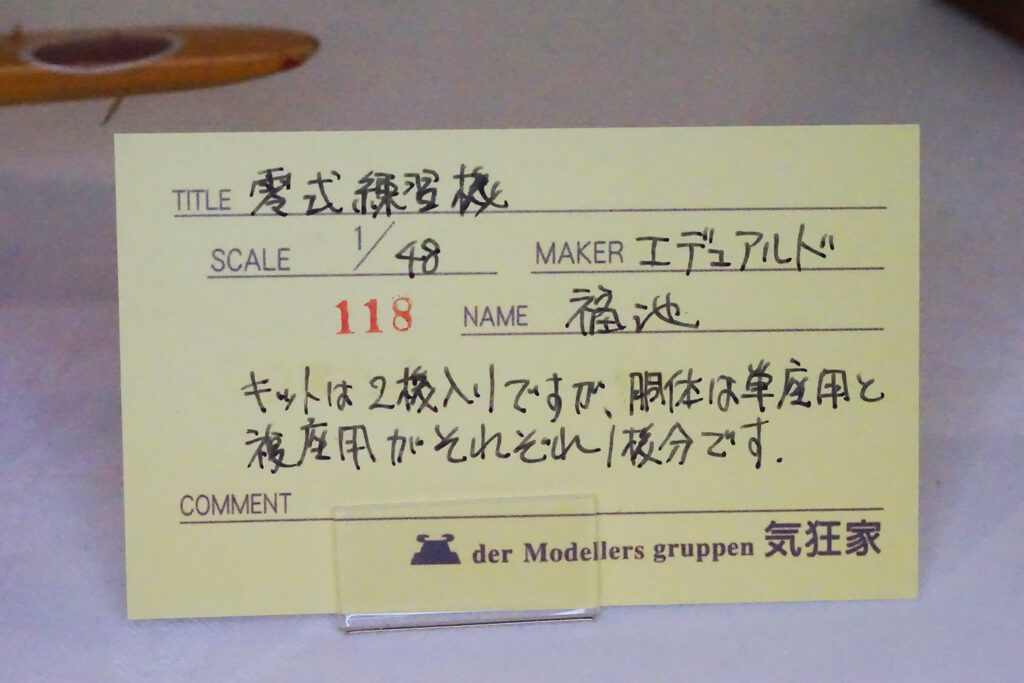 TITLE 零式練習機
SCALE 1/48 MAKER エデュアルド
118 NAME 福池
キットは2機入りですが、胴体は単座用と
複座用がそれぞれ1機分です.
COMMENT
der Modellers gruppen 気狂家